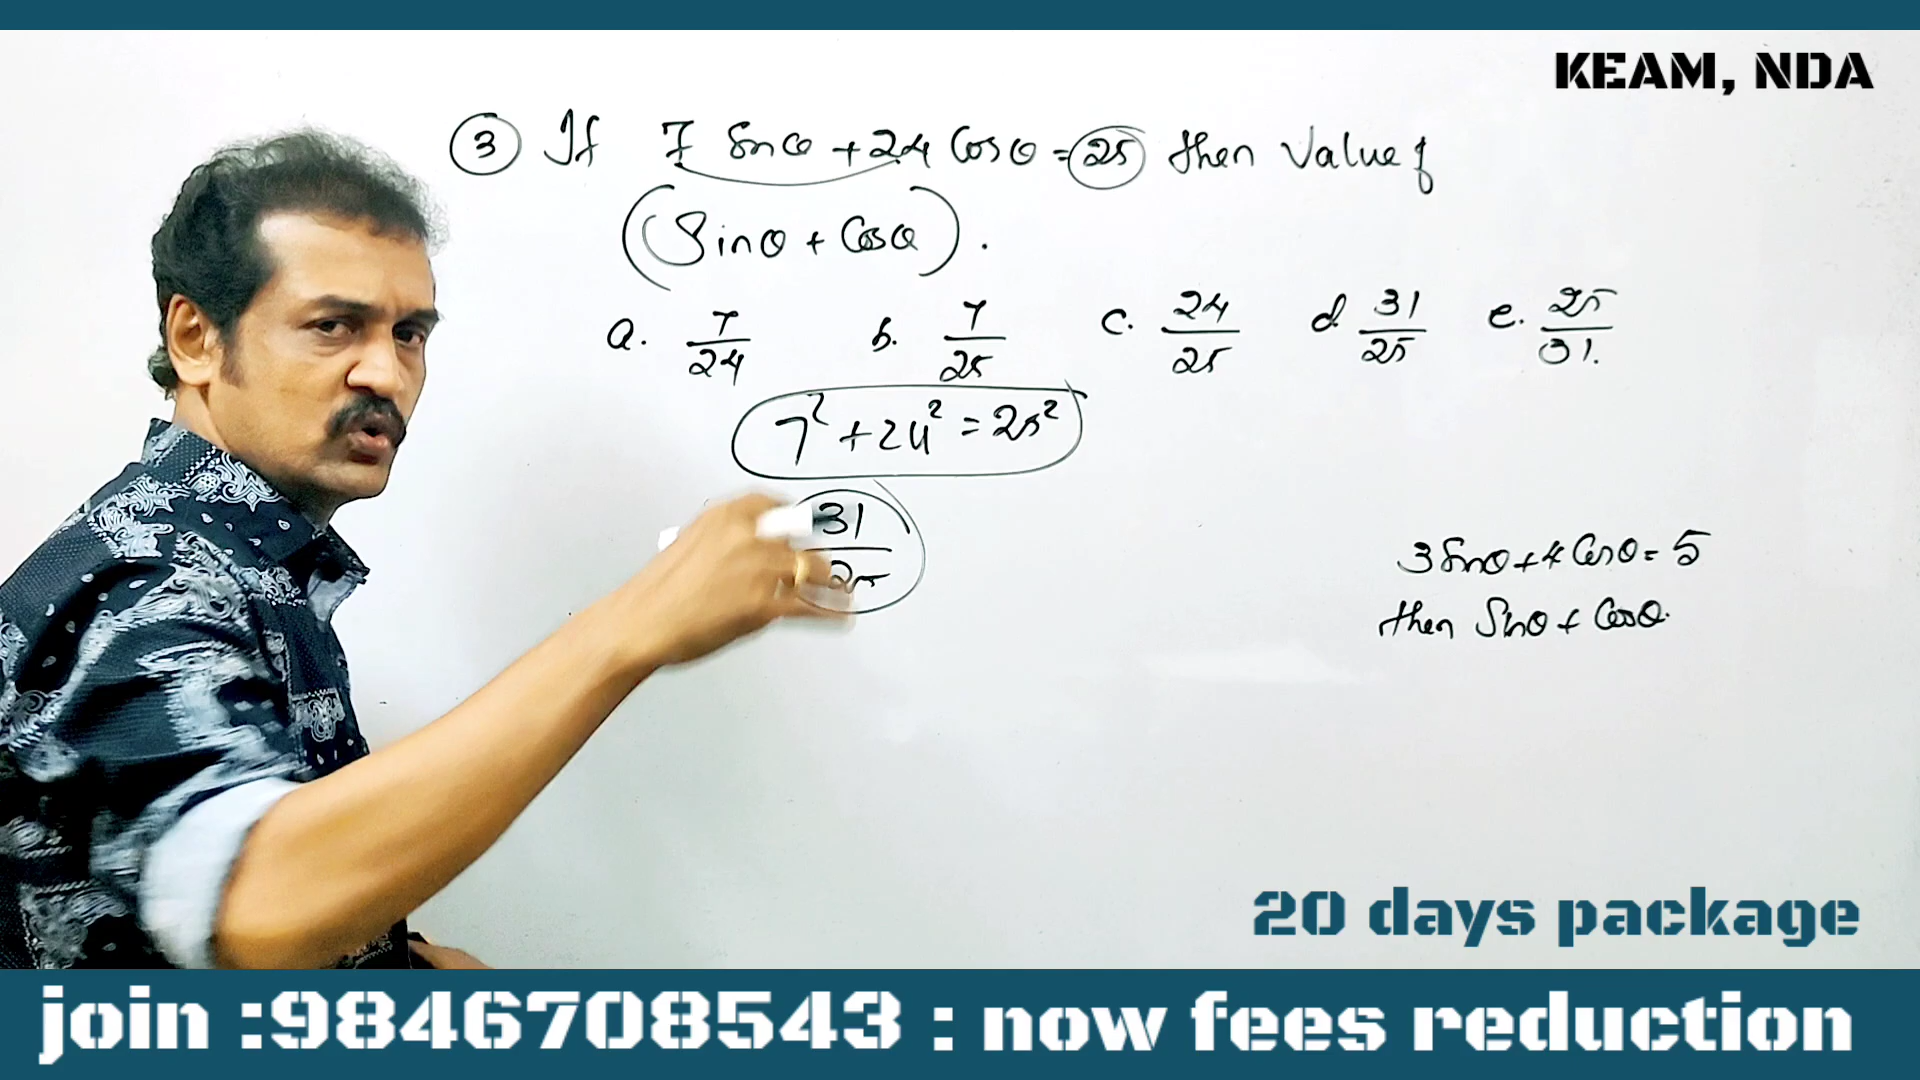 KEAM, NDA
3 If 7 Sinθ + 24 Cosθ = 25 then Value of
(Sinθ + Cosθ).
a. 7/24 b. 7/25 c. 24/25 d. 31/25 e. 25/31.
7² + 24² = 25²
31/25
3 Sinθ + 4 Cosθ = 5
then Sinθ + Cosθ.
20 days package
join :9846708543 : now fees reduction